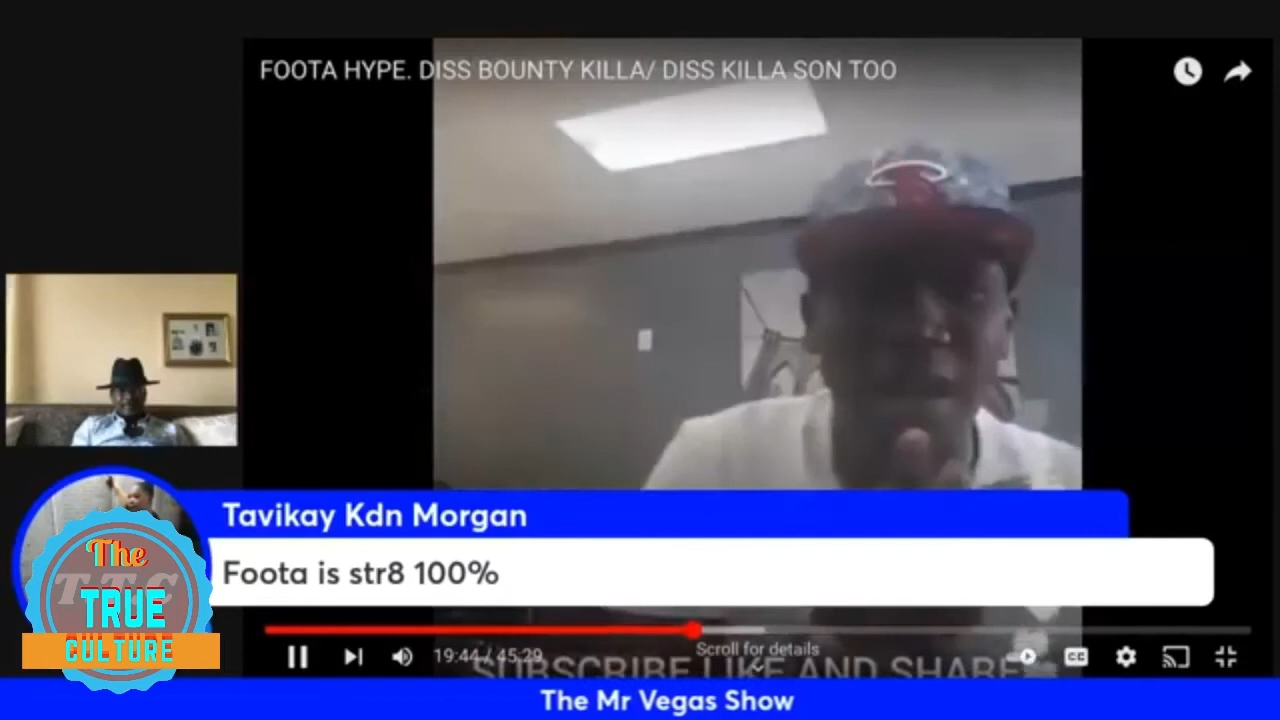 FOOTA HYPE. DISS BOUNTY KILLA/ DISS KILLA SON TOO
Tavikay Kdn Morgan
Foota is str8 100%
The
T.T.C
TRUE
CULTURE
19:44 / 45:29
Scroll for details
CC
SUBSCRIBE LIKE AND SHARE
The Mr Vegas Show